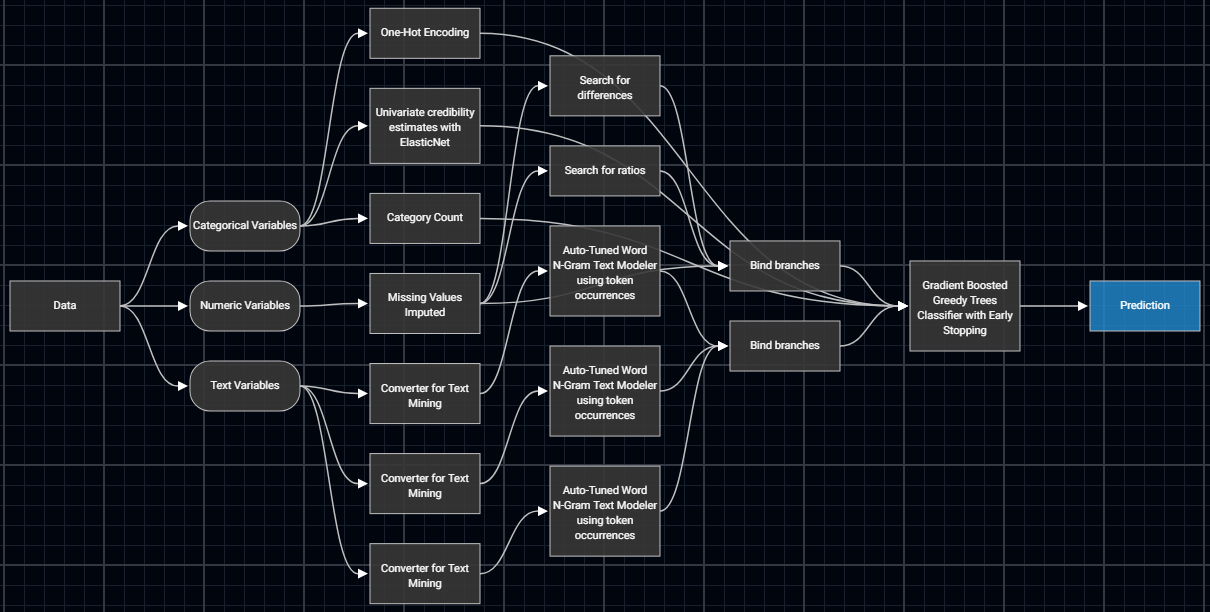 One-Hot Encoding
Univariate credibility
estimates with
ElasticNet
Category Count
Missing Values
Imputed
Converter for Text
Mining
Converter for Text
Mining
Converter for Text
Mining
Data
Categorical Variables
Numeric Variables
Text Variables
Search for
differences
Search for ratios
Auto-Tuned Word
N-Gram Text Modeler
using token
occurrences
Auto-Tuned Word
N-Gram Text Modeler
using token
occurrences
Auto-Tuned Word
N-Gram Text Modeler
using token
occurrences
Bind branches
Bind branches
Gradient Boosted
Greedy Trees
Classifier with Early
Stopping
Prediction